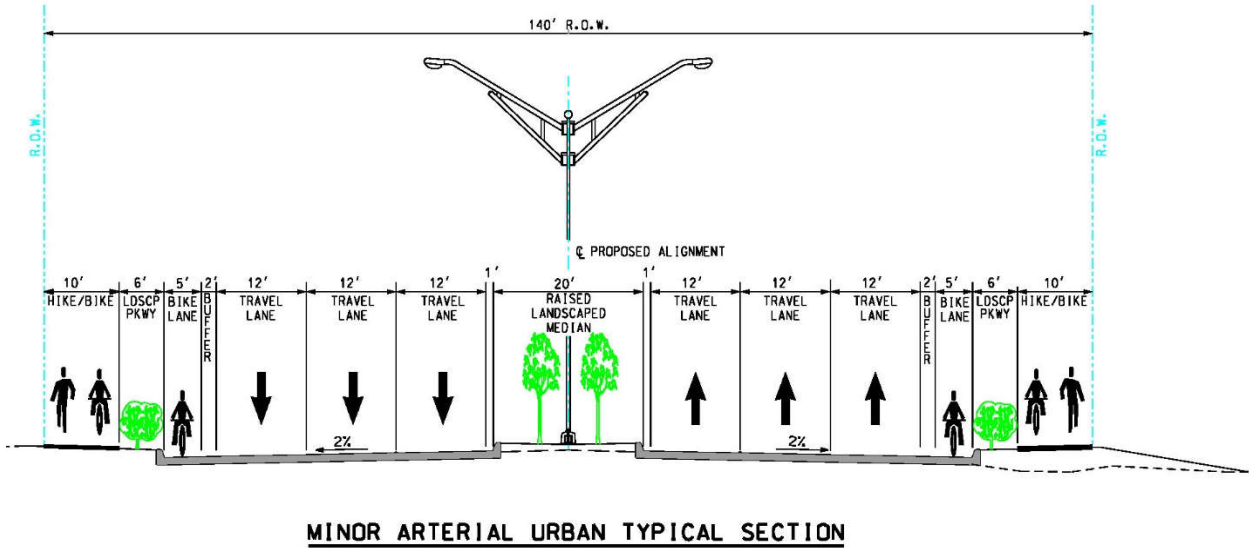 140' R.O.W.
R.O.W.
R.O.W.
℄ PROPOSED ALIGNMENT
10' 6' 5' 2' 12' 12' 12' 1' 20' 1' 12' 12' 12' 2' 5' 6' 10'
HIKE/BIKE
LDSCP
PKWY
BIKE
LANE
BUFFER
TRAVEL
LANE
TRAVEL
LANE
TRAVEL
LANE
RAISED
LANDSCAPED
MEDIAN
TRAVEL
LANE
TRAVEL
LANE
TRAVEL
LANE
BUFFER
BIKE
LANE
LDSCP
PKWY
HIKE/BIKE
2%
2%
MINOR ARTERIAL URBAN TYPICAL SECTION